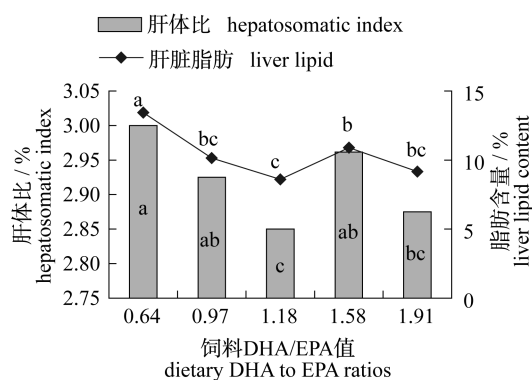 肝体比 hepatosomatic index
肝脏脂肪 liver lipid
肝体比 / %
hepatosomatic index
3.05
3.00
2.95
2.90
2.85
2.80
2.75
a
bc
c
b
bc
a
ab
c
ab
bc
15
10
5
0
脂肪含量 / %
liver lipid content
0.64 0.97 1.18 1.58 1.91
饲料DHA/EPA值
dietary DHA to EPA ratios